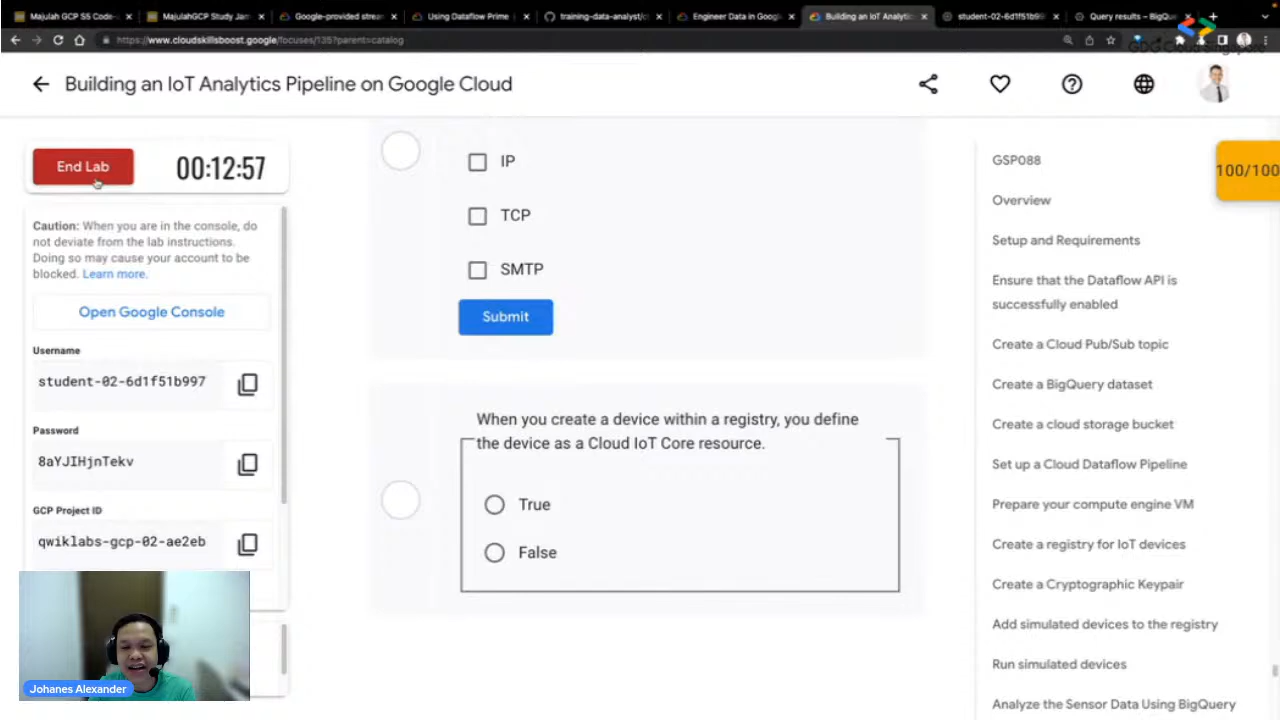 MajulahGCP S5 Code-
MajulahGCP Study Jam
Google-provided strea
Using Dataflow Prime
training-data-analyst/c
Engineer Data in Goog
Building an IoT Analytic
student-02-6d1f51b99
Query results – BigQu
https://www.cloudskillsboost.google/focuses/135?parent=catalog
Building an IoT Analytics Pipeline on Google Cloud
End Lab
00:12:57
Caution: When you are in the console, do
not deviate from the lab instructions.
Doing so may cause your account to be
blocked. Learn more.
Open Google Console
Username
student-02-6d1f51b997
Password
8aYJIHjnTekv
GCP Project ID
qwiklabs-gcp-02-ae2eb
Johanes Alexander
IP
TCP
SMTP
Submit
When you create a device within a registry, you define
the device as a Cloud IoT Core resource.
True
False
GSP088
100/100
Overview
Setup and Requirements
Ensure that the Dataflow API is
successfully enabled
Create a Cloud Pub/Sub topic
Create a BigQuery dataset
Create a cloud storage bucket
Set up a Cloud Dataflow Pipeline
Prepare your compute engine VM
Create a registry for IoT devices
Create a Cryptographic Keypair
Add simulated devices to the registry
Run simulated devices
Analyze the Sensor Data Using BigQuery